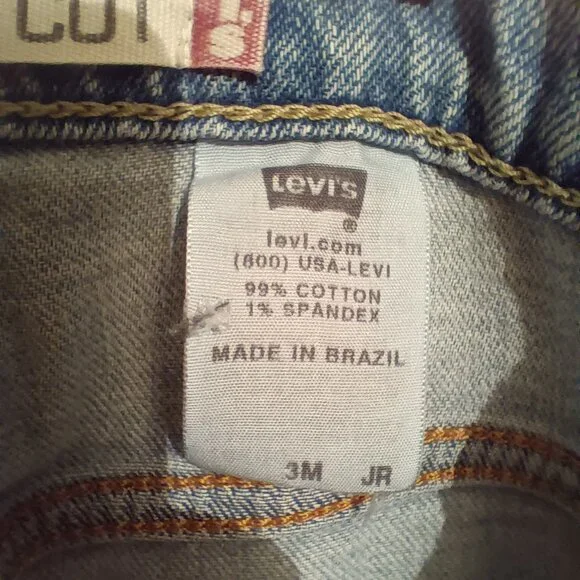 CUT
LEVI'S
®
levi.com
(800) USA-LEVI
99% COTTON
1% SPANDEX
MADE IN BRAZIL
3M JR